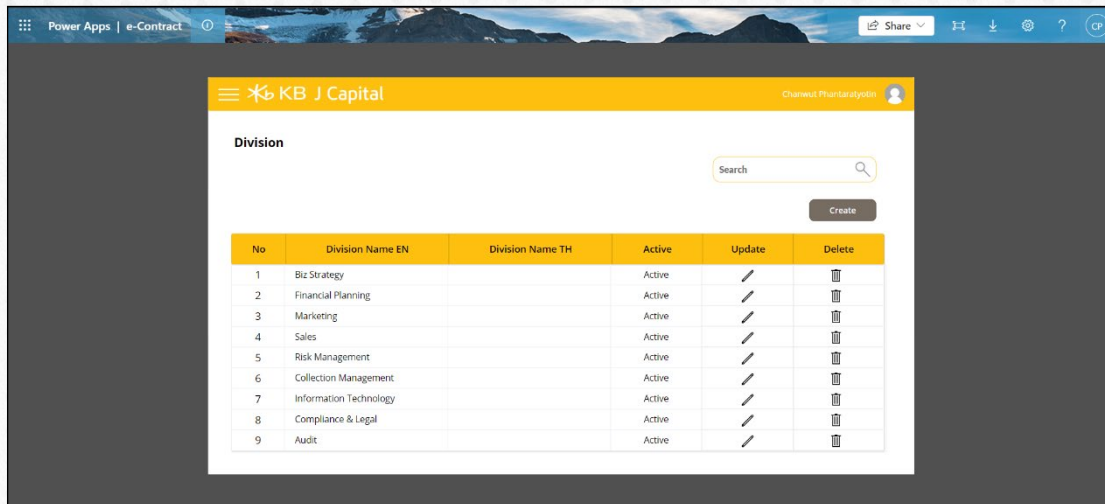 Power Apps | e-Contract Share ? CP
KB KB J Capital Chanwut Phantaratyotin
Division
Search
Create
No Division Name EN Division Name TH Active Update Delete
1 Biz Strategy Active
2 Financial Planning Active
3 Marketing Active
4 Sales Active
5 Risk Management Active
6 Collection Management Active
7 Information Technology Active
8 Compliance & Legal Active
9 Audit Active